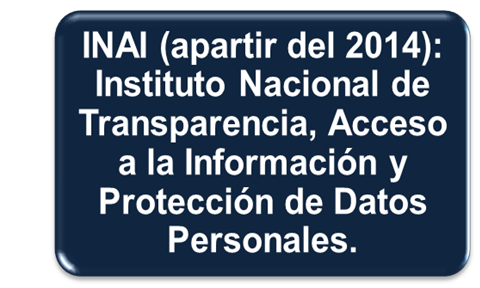 INAI (apartir del 2014):
Instituto Nacional de
Transparencia, Acceso
a la Información y
Protección de Datos
Personales.